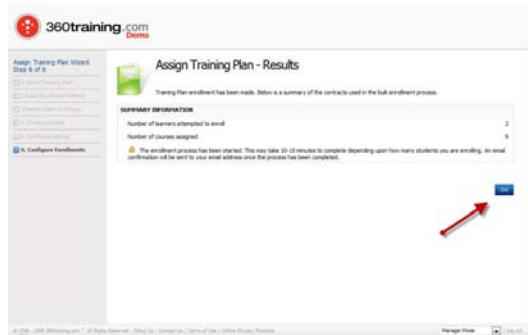 360training.com
Demo
Assign Training Plan Wizard
Step 6 of 6
6. Configure Enrollments
Assign Training Plan - Results
Training Plan enrollment has been made. Below is a summary of the contracts used in the bulk enrollment process.
SUMMARY INFORMATION
Number of learners attempted to enroll 2
Number of courses assigned 9
The enrollment process has been started. This may take 10-15 minutes to complete depending upon how many students you are enrolling. An email
confirmation will be sent to your email address once the process has been completed.
Manager Mode